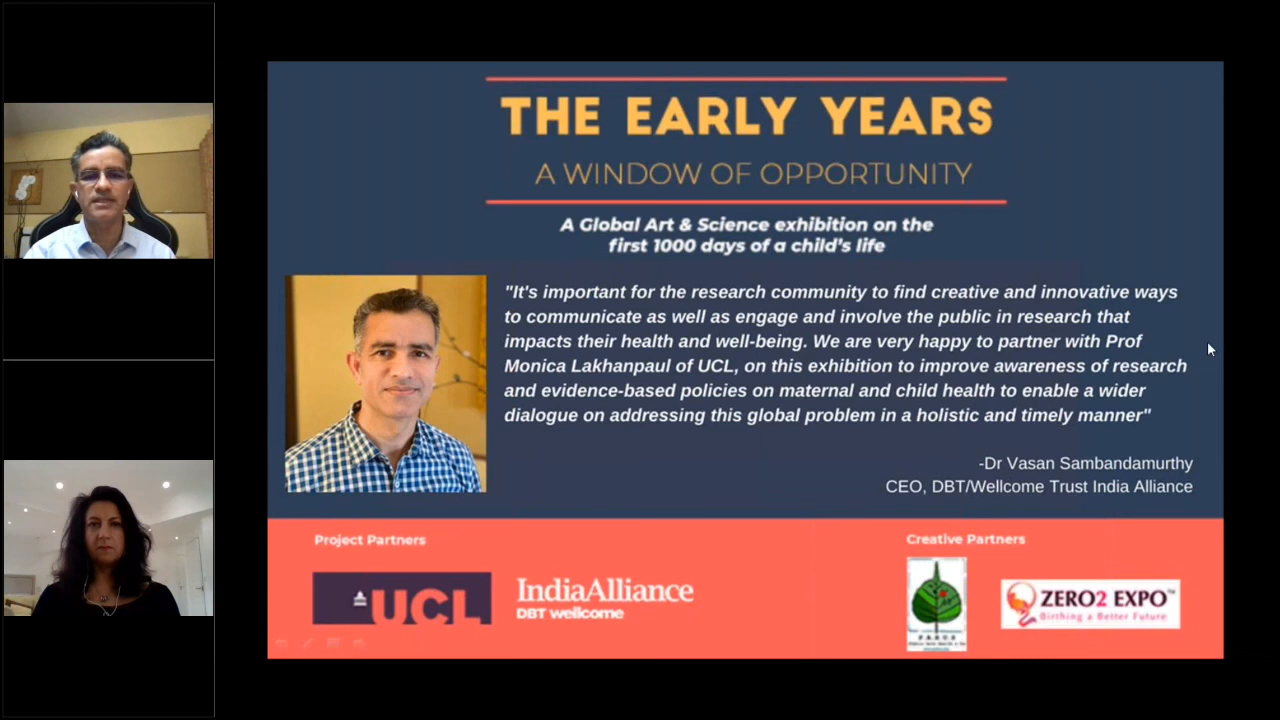 THE EARLY YEARS
A WINDOW OF OPPORTUNITY
A Global Art & Science exhibition on the
first 1000 days of a child's life
"It's important for the research community to find creative and innovative ways
to communicate as well as engage and involve the public in research that
impacts their health and well-being. We are very happy to partner with Prof
Monica Lakhanpaul of UCL, on this exhibition to improve awareness of research
and evidence-based policies on maternal and child health to enable a wider
dialogue on addressing this global problem in a holistic and timely manner"
-Dr Vasan Sambandamurthy
CEO, DBT/Wellcome Trust India Alliance
Project Partners
Creative Partners
UCL
IndiaAlliance
DBT wellcome
ZERO2 EXPO™
Birthing a Better Future